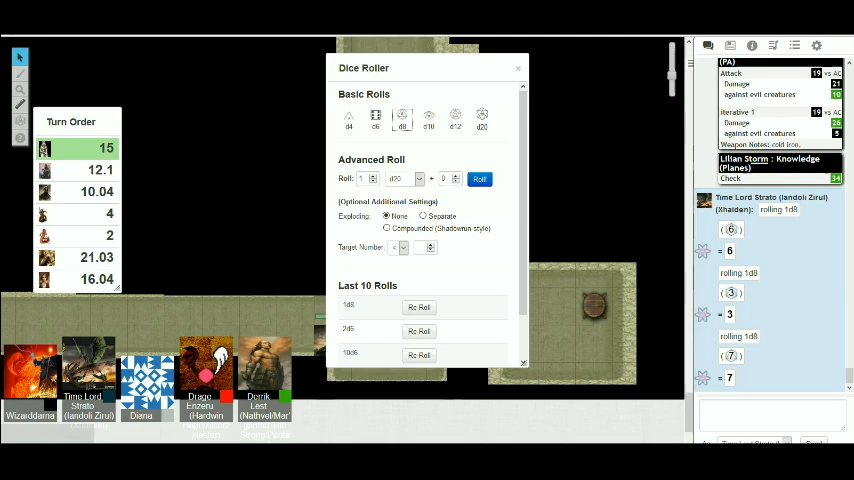 Turn Order
15
12.1
10.04
4
2
21.03
16.04
Dice Roller
Basic Rolls
d4
d6
d8
d10
d12
d20
Advanced Roll
Roll: 1 d20 + 0 Roll!
(Optional Additional Settings)
Exploding: None Separate
Compounded (Shadowrun-style)
Target Number: <
Last 10 Rolls
1d8 Re Roll
2d6 Re Roll
10d6 Re Roll
(PA)
Attack 19 vs AC
Damage 21
against evil creatures 10
iterative 1 19 vs AC
Damage 26
against evil creatures 5
Weapon Notes: cold iron,
Lilian Storm : Knowledge
(Planes)
Check 34
Time Lord Strato (Iandoli Zirul)
(Xhaiden): rolling 1d8
(6)
= 6
rolling 1d8
(3)
= 3
rolling 1d8
(7)
= 7
Wizarddama
Time Lord
Strato
(Iandoli Zirul)
Diana
Drage
Enzeru
(Hardwin
Derrik
Lest
(Nathvel/Mar'
As: